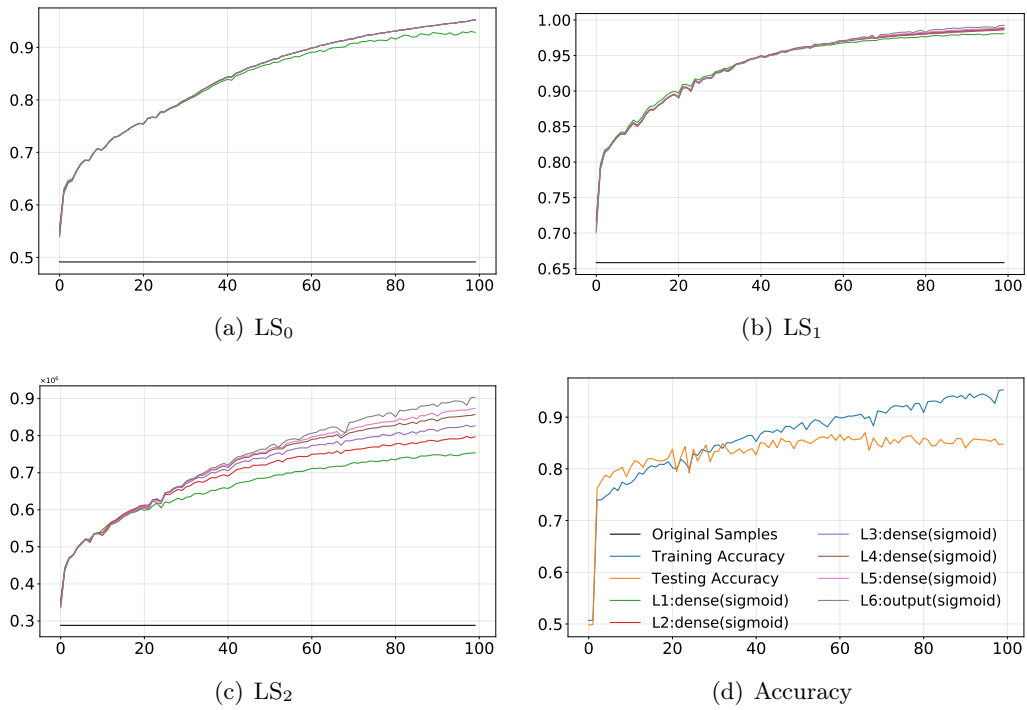 0.9
0.8
0.7
0.6
0.5
0 20 40 60 80 100
(a) LS₀
1.00
0.95
0.90
0.85
0.80
0.75
0.70
0.65
0 20 40 60 80 100
(b) LS₁
×10⁶
0.9
0.8
0.7
0.6
0.5
0.4
0.3
0 20 40 60 80 100
(c) LS₂
0.9
0.8
0.7
0.6
0.5
Original Samples
Training Accuracy
Testing Accuracy
L1:dense(sigmoid)
L2:dense(sigmoid)
L3:dense(sigmoid)
L4:dense(sigmoid)
L5:dense(sigmoid)
L6:output(sigmoid)
0 20 40 60 80 100
(d) Accuracy